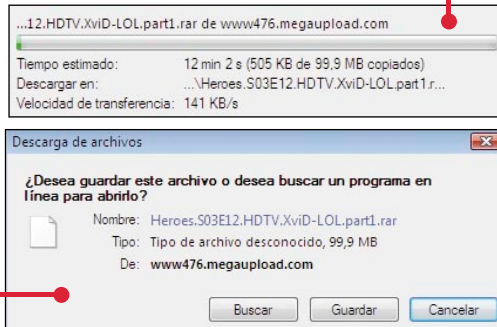 ...12.HDTV.XviD-LOL.part1.rar de www476.megaupload.com
Tiempo estimado: 12 min 2 s (505 KB de 99,9 MB copiados)
Descargar en: ...\Heroes.S03E12.HDTV.XviD-LOL.part1.r...
Velocidad de transferencia: 141 KB/s
Descarga de archivos
¿Desea guardar este archivo o desea buscar un programa en
línea para abrirlo?
Nombre: Heroes.S03E12.HDTV.XviD-LOL.part1.rar
Tipo: Tipo de archivo desconocido, 99,9 MB
De: www476.megaupload.com
Buscar Guardar Cancelar